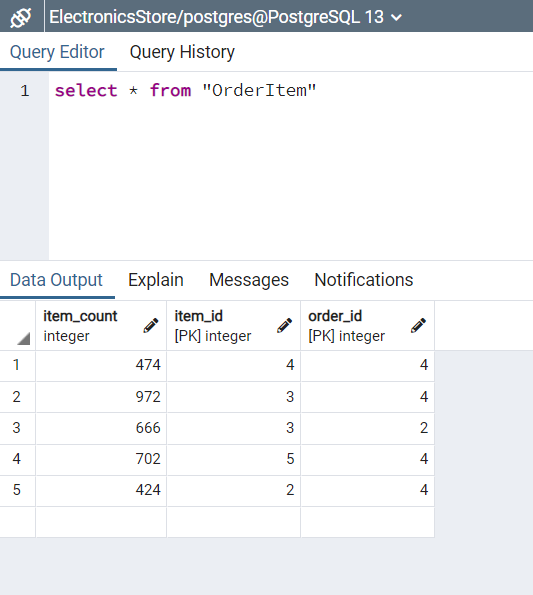 ElectronicsStore/postgres@PostgreSQL 13
Query Editor Query History
1 select * from "OrderItem"
Data Output Explain Messages Notifications
item_count item_id order_id
integer [PK] integer [PK] integer
1 474 4 4
2 972 3 4
3 666 3 2
4 702 5 4
5 424 2 4